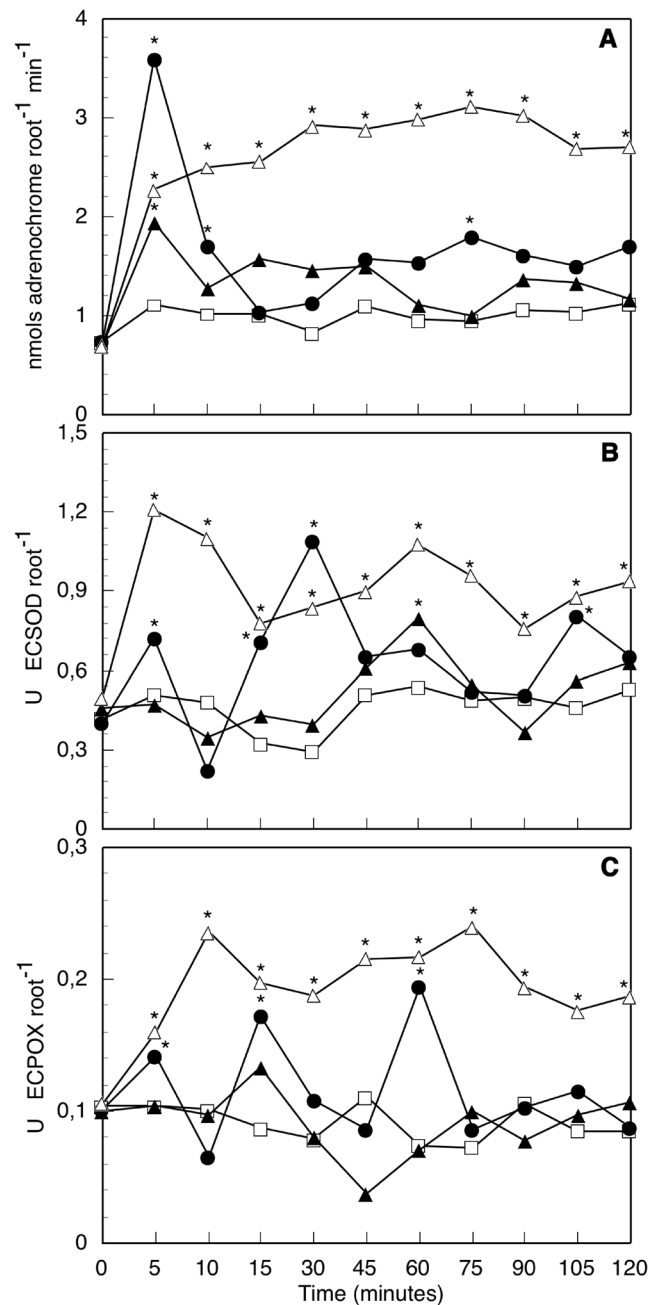 A
nmols adrenochrome root⁻¹ min⁻¹
4
3
2
1
0
B
U ECSOD root⁻¹
1,5
1,2
0,9
0,6
0,3
0
C
U ECPOX root⁻¹
0,3
0,2
0,1
0
0 5 10 15 30 45 60 75 90 105 120
Time (minutes)